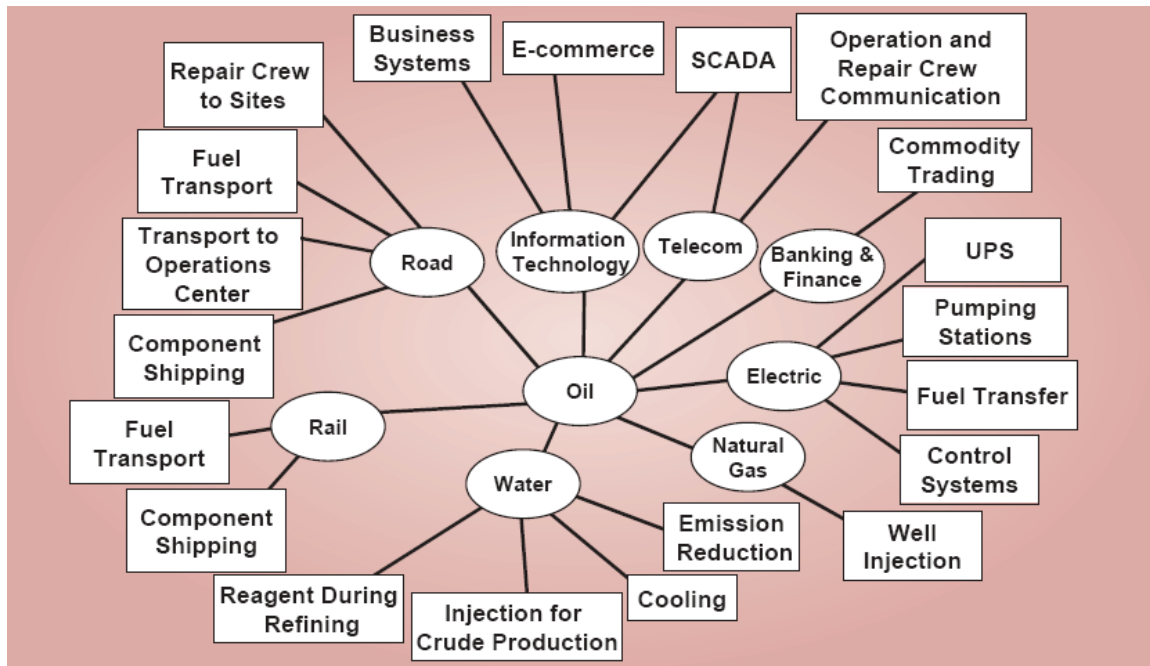 Business
Systems
E-commerce
SCADA
Operation and
Repair Crew
Communication
Repair Crew
to Sites
Commodity
Trading
Fuel
Transport
Transport to
Operations
Center
Road
Information
Technology
Telecom
Banking &
Finance
UPS
Pumping
Stations
Component
Shipping
Oil
Electric
Fuel Transfer
Fuel
Transport
Rail
Natural
Gas
Control
Systems
Water
Component
Shipping
Emission
Reduction
Well
Injection
Reagent During
Refining
Injection for
Crude Production
Cooling